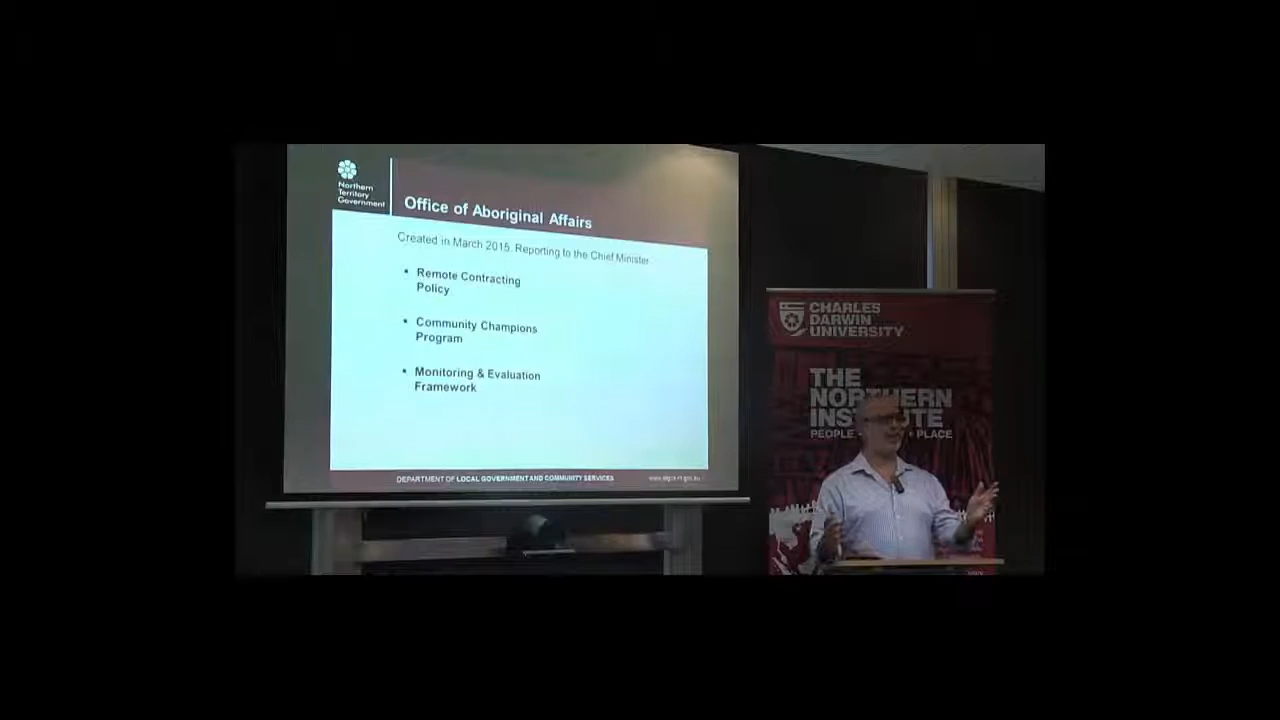 Northern
Territory
Government
Office of Aboriginal Affairs
Created in March 2015. Reporting to the Chief Minister
▪ Remote Contracting
Policy
▪ Community Champions
Program
▪ Monitoring & Evaluation
Framework
DEPARTMENT OF LOCAL GOVERNMENT AND COMMUNITY SERVICES
CHARLES
DARWIN
UNIVERSITY
THE
NORTHERN
INSTITUTE
PEOPLE • PLACE